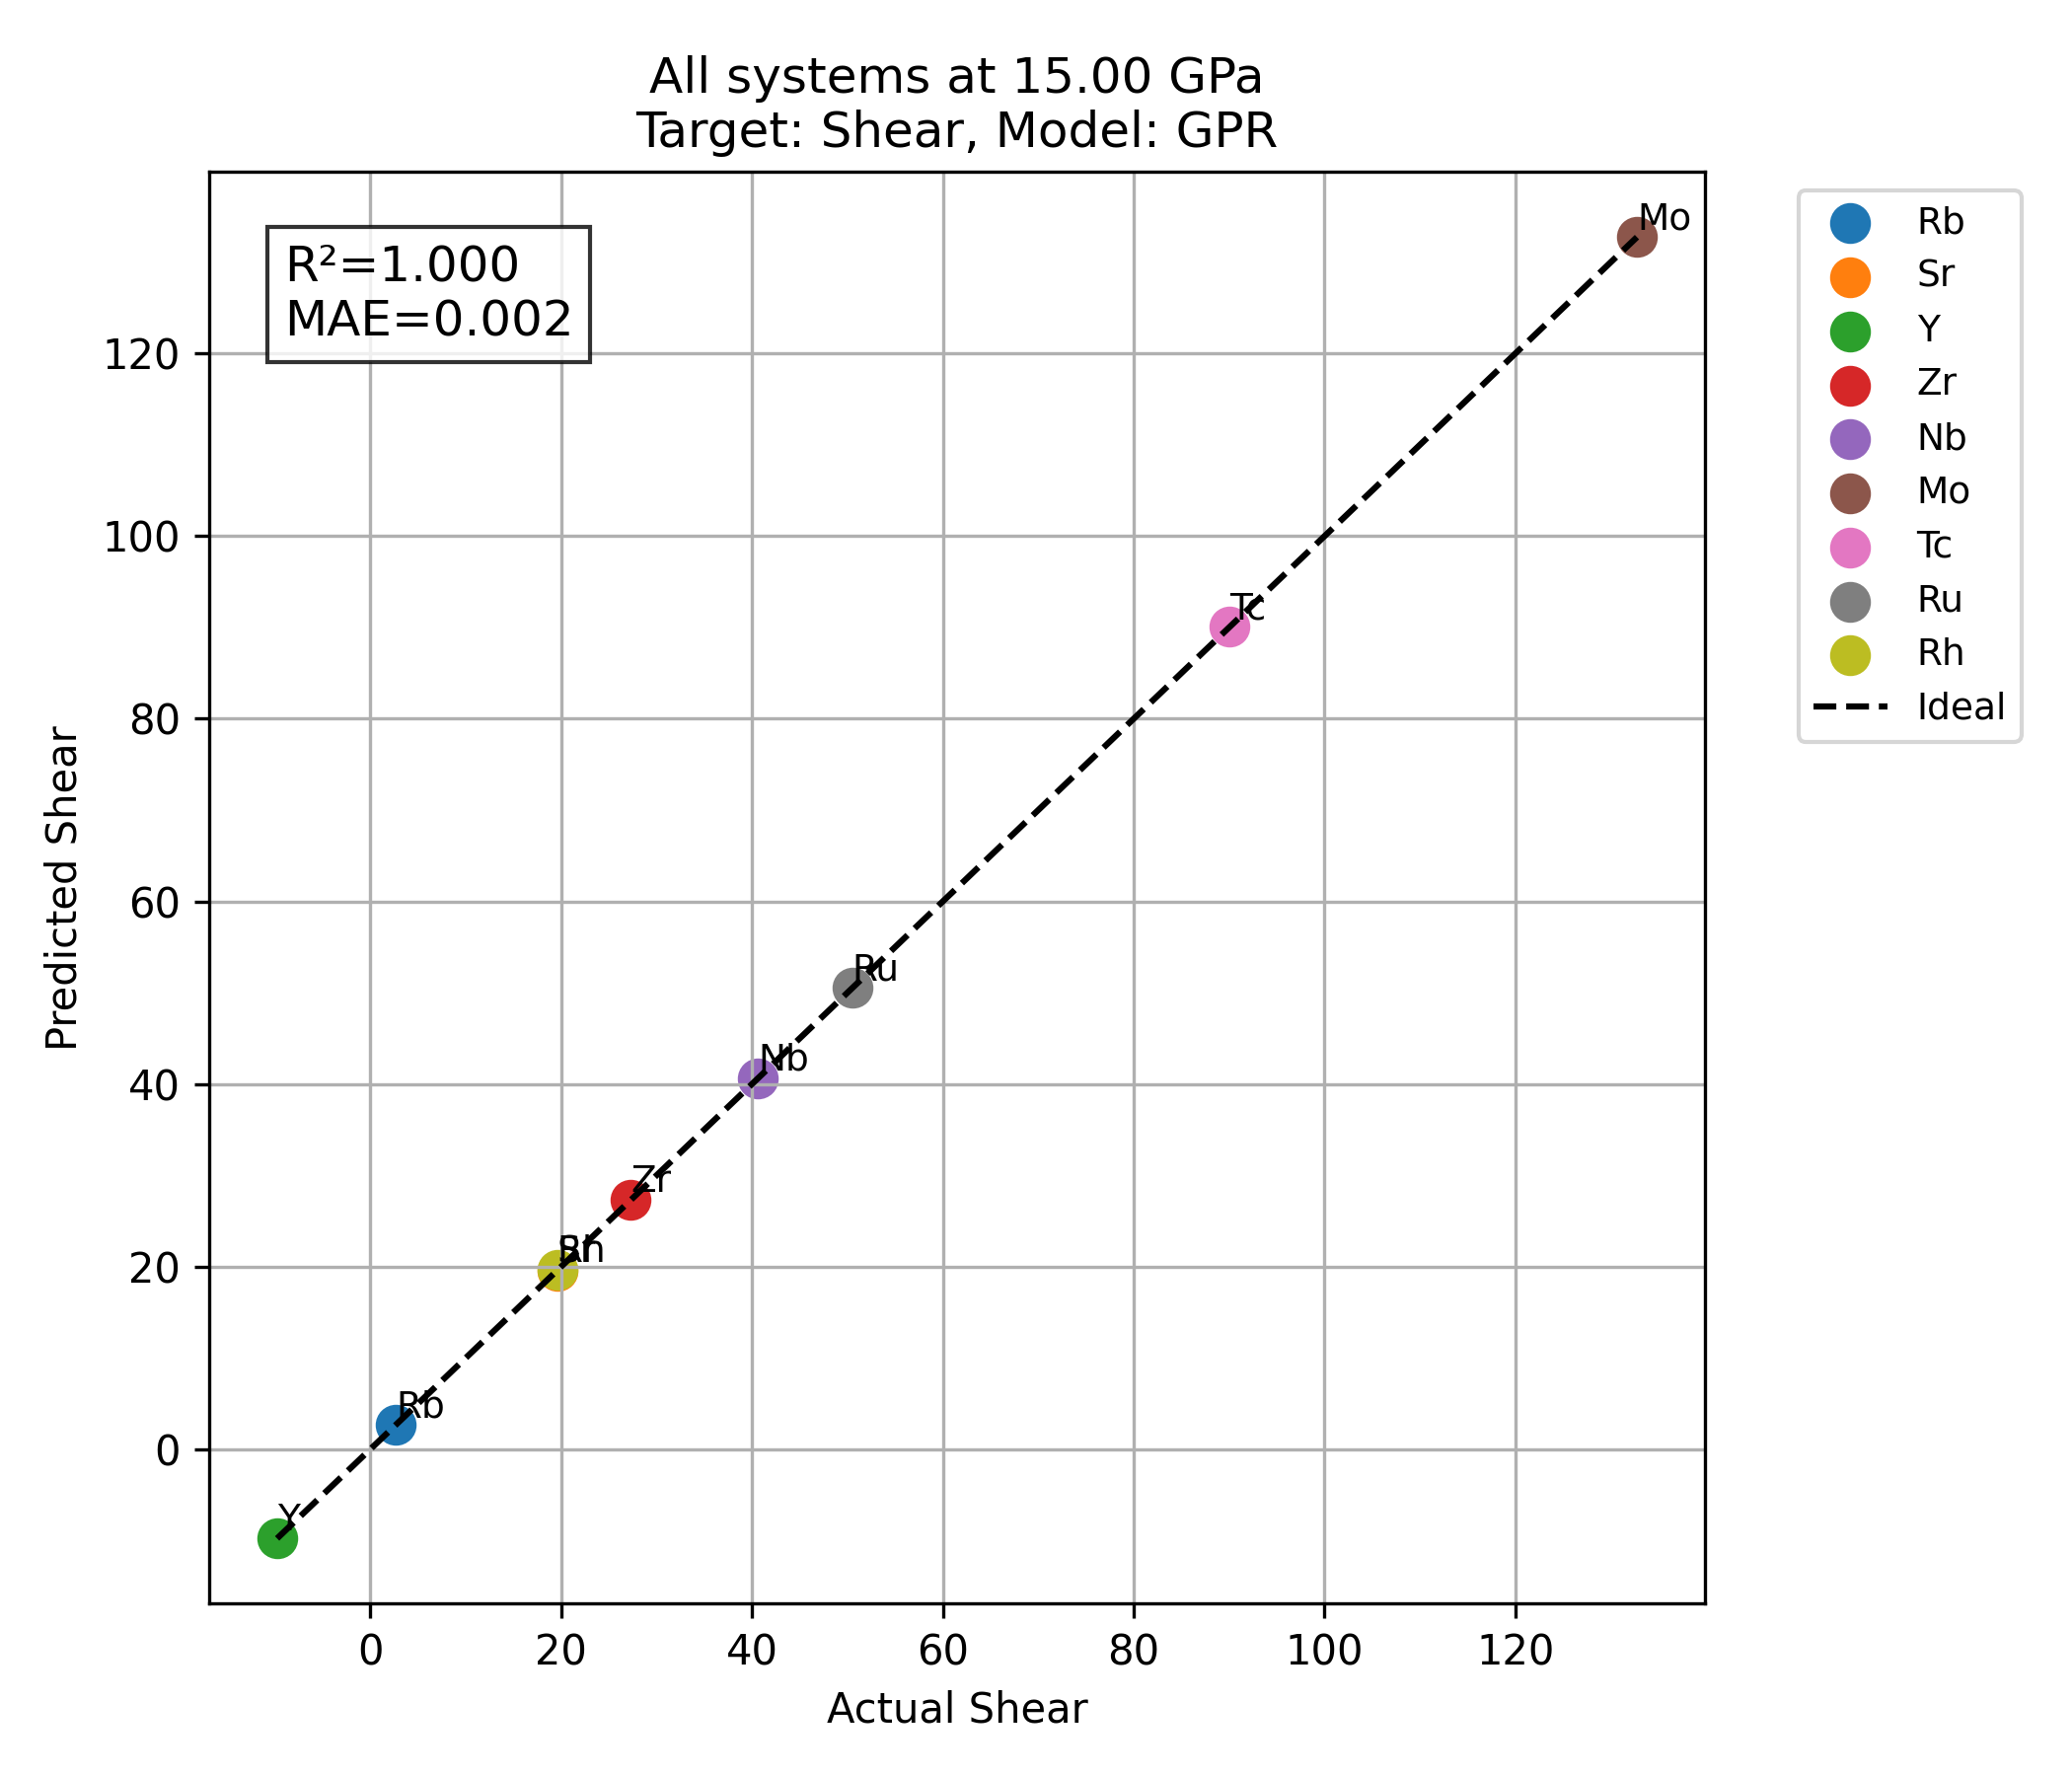 All systems at 15.00 GPa
Target: Shear, Model: GPR
R²=1.000
MAE=0.002
Predicted Shear
120
100
80
60
40
20
0
0 20 40 60 80 100 120
Actual Shear
Mo
Tc
Ru
Nb
Zr
Sr
Rh
Rb
Y
Rb
Sr
Y
Zr
Nb
Mo
Tc
Ru
Rh
Ideal